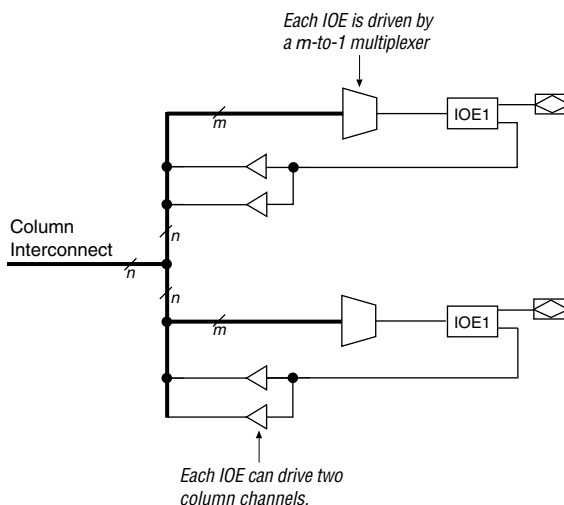 Each IOE is driven by
a m-to-1 multiplexer
m
IOE1
Column
Interconnect
n
n
n
m
IOE1
Each IOE can drive two
column channels.